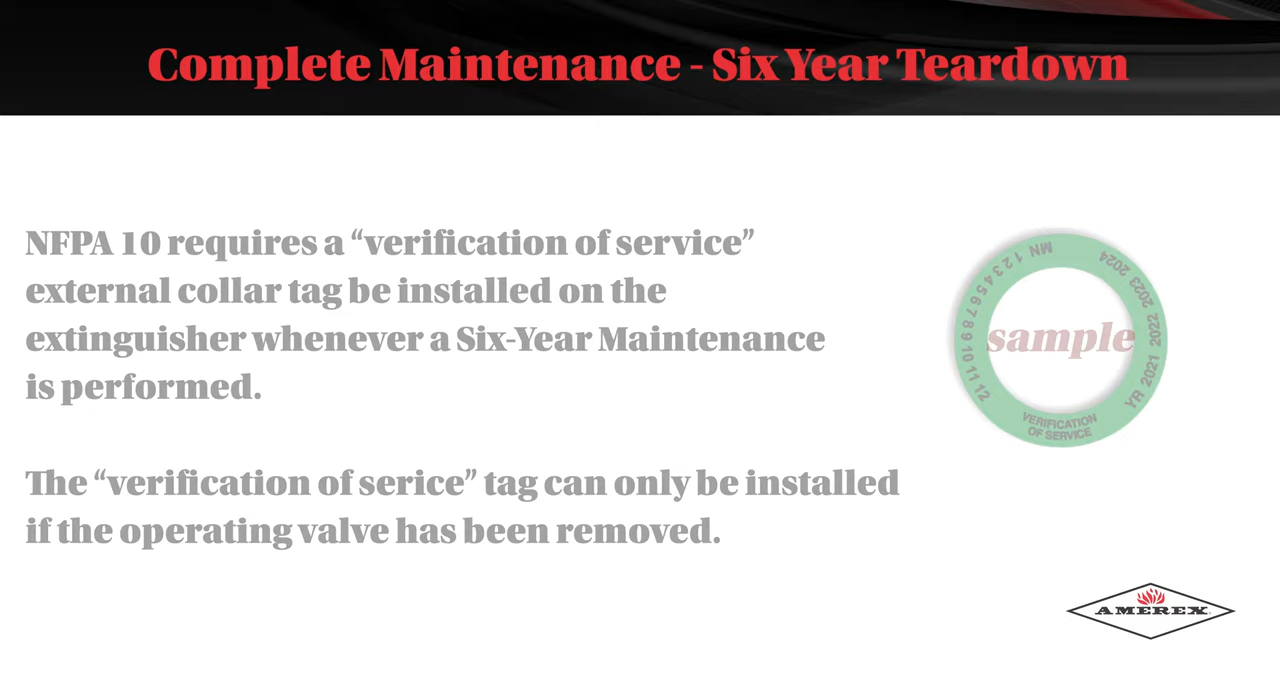 Complete Maintenance - Six Year Teardown
NFPA 10 requires a “verification of service”
external collar tag be installed on the
extinguisher whenever a Six-Year Maintenance
is performed.
The “verification of serice” tag can only be installed
if the operating valve has been removed.
MN 1 2 3 4 5 6 7 8 9 10 11 12
YR 2021 2022 2023 2024
sample
VERIFICATION
OF SERVICE
AMEREX